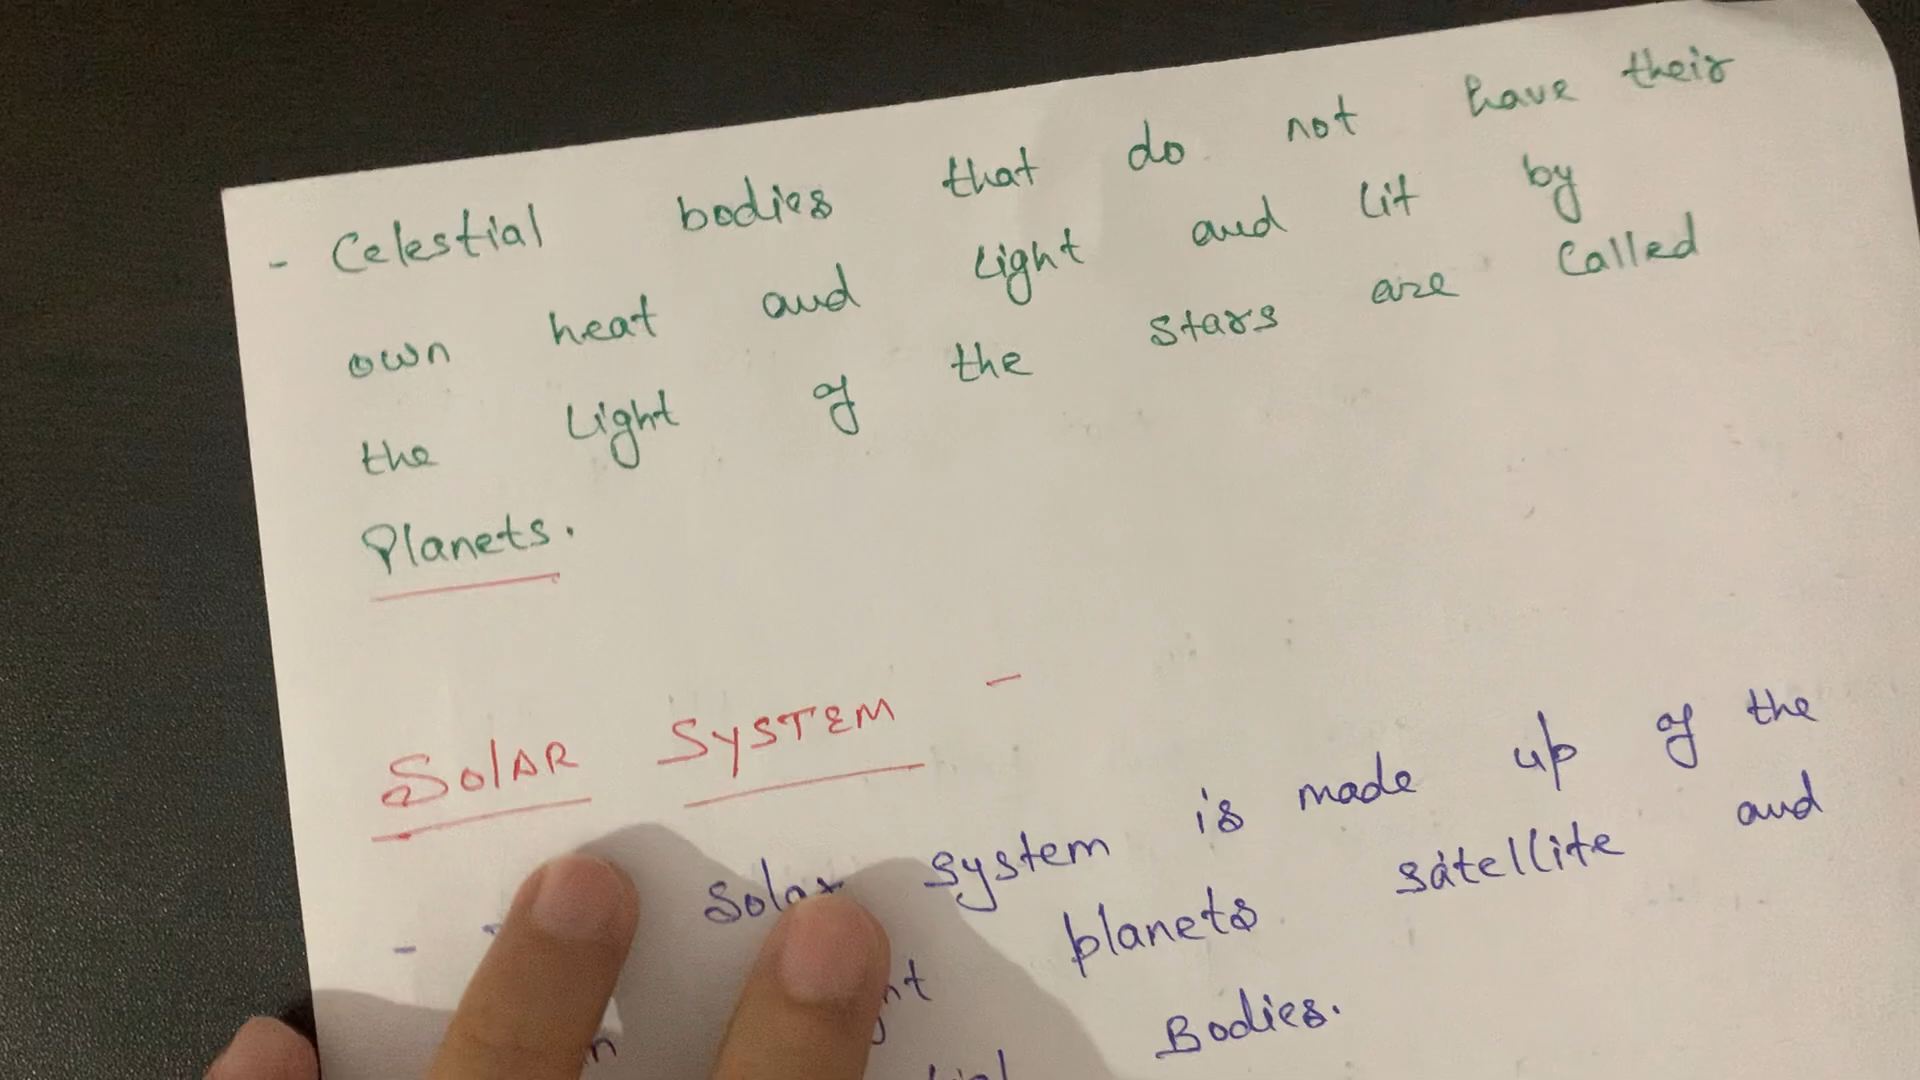 - Celestial bodies that do not have their
own heat and light and lit by
the light of the stars are called
Planets.
SOLAR SYSTEM -
- Solar system is made up of the
planets satellite and
Bodies.